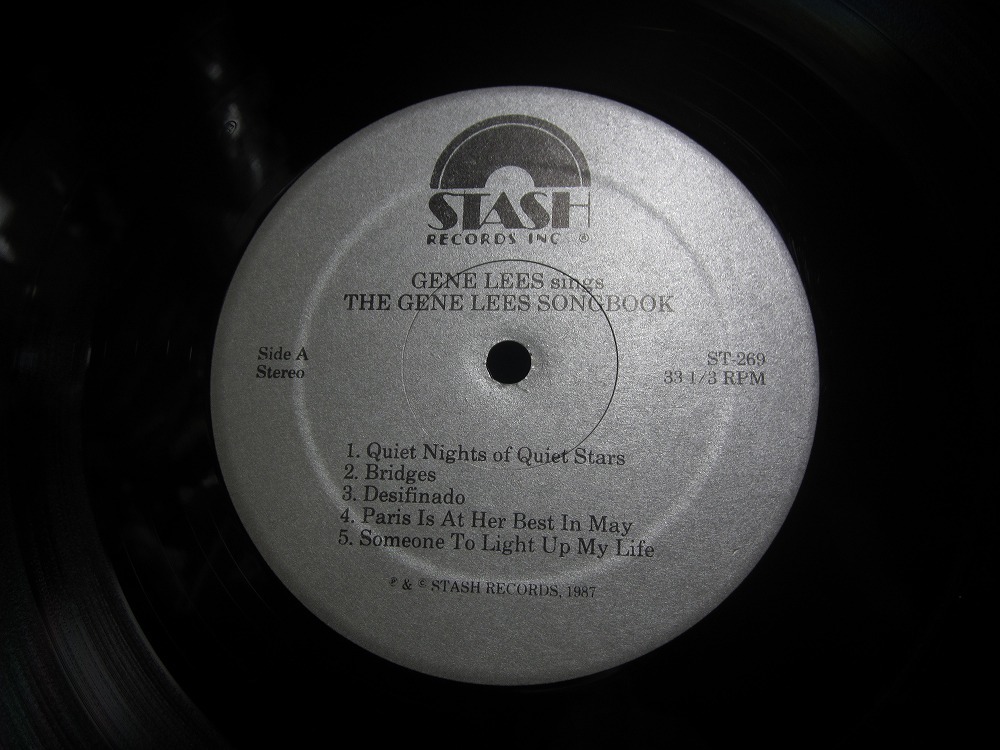 STASH
RECORDS INC ®
GENE LEES sings
THE GENE LEES SONGBOOK
Side A
Stereo
ST-269
33 1/3 RPM
1. Quiet Nights of Quiet Stars
2. Bridges
3. Desifinado
4. Paris Is At Her Best In May
5. Someone To Light Up My Life
℗ & © STASH RECORDS, 1987